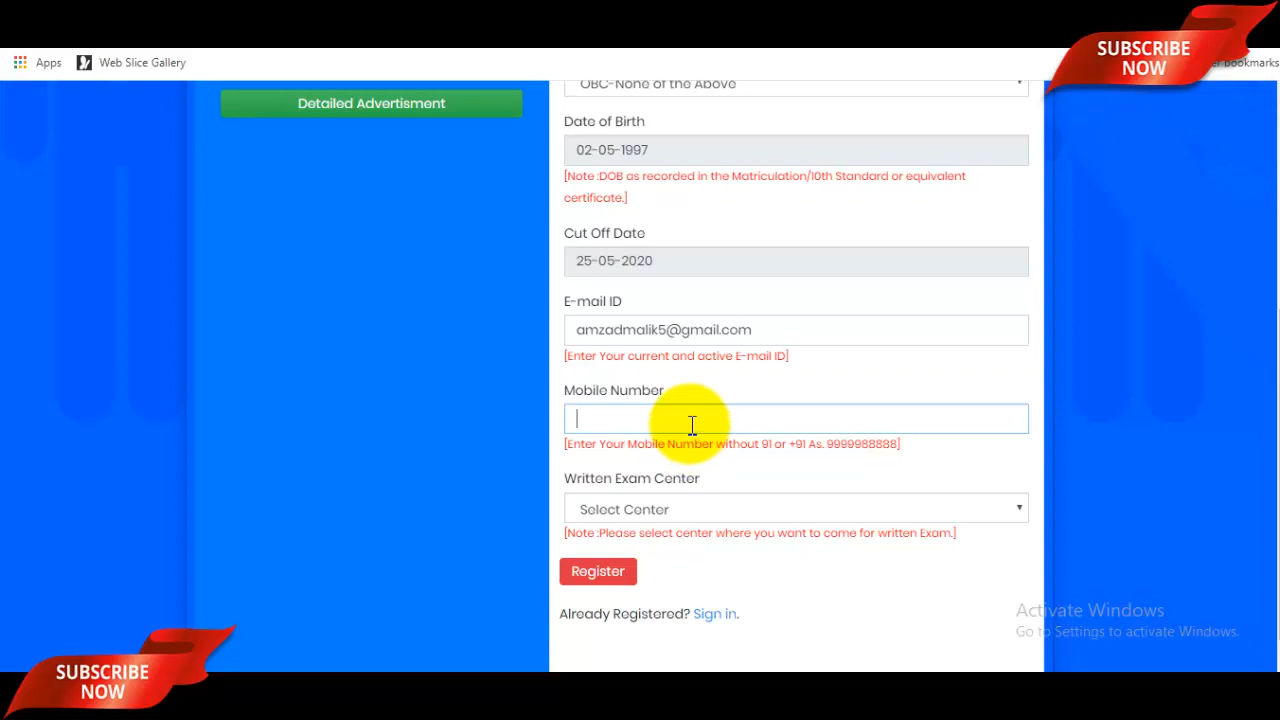 Apps
Web Slice Gallery
bookmarks
SUBSCRIBE
NOW
OBC-None of the Above
Detailed Advertisment
Date of Birth
02-05-1997
[Note :DOB as recorded in the Matriculation/10th Standard or equivalent
certificate.]
Cut Off Date
25-05-2020
E-mail ID
amzadmalik5@gmail.com
[Enter Your current and active E-mail ID]
Mobile Number
[Enter Your Mobile Number without 91 or +91 As. 9999988888]
Written Exam Center
Select Center
[Note :Please select center where you want to come for written Exam.]
Register
Already Registered? Sign in.
Activate Windows
Go to Settings to activate Windows.
SUBSCRIBE
NOW